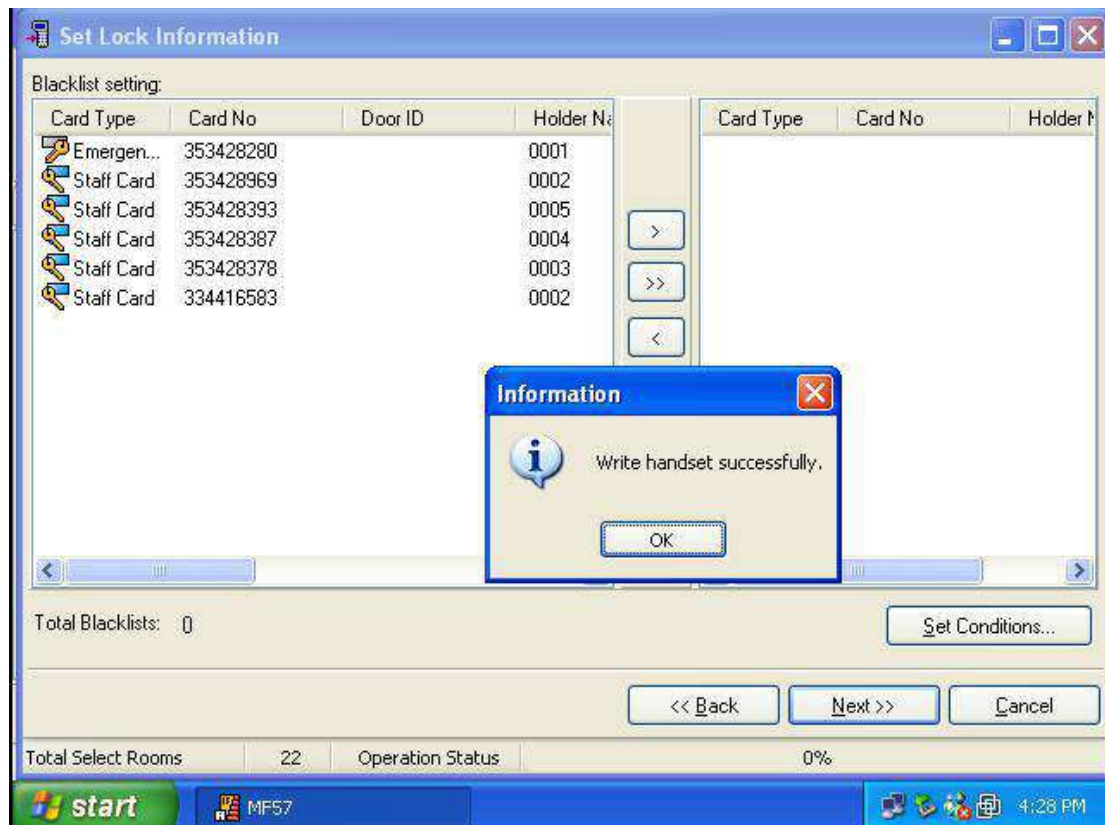 Set Lock Information
Blacklist setting:
Card Type Card No Door ID Holder Na
Emergen... 353428280 0001
Staff Card 353428969 0002
Staff Card 353428393 0005
Staff Card 353428387 0004
Staff Card 353428378 0003
Staff Card 334416583 0002
Card Type Card No Holder N
>
>>
<
Information
Write handset successfully.
OK
Total Blacklists: 0
Set Conditions...
<< Back Next >> Cancel
Total Select Rooms 22 Operation Status 0%
start MF57 4:28 PM